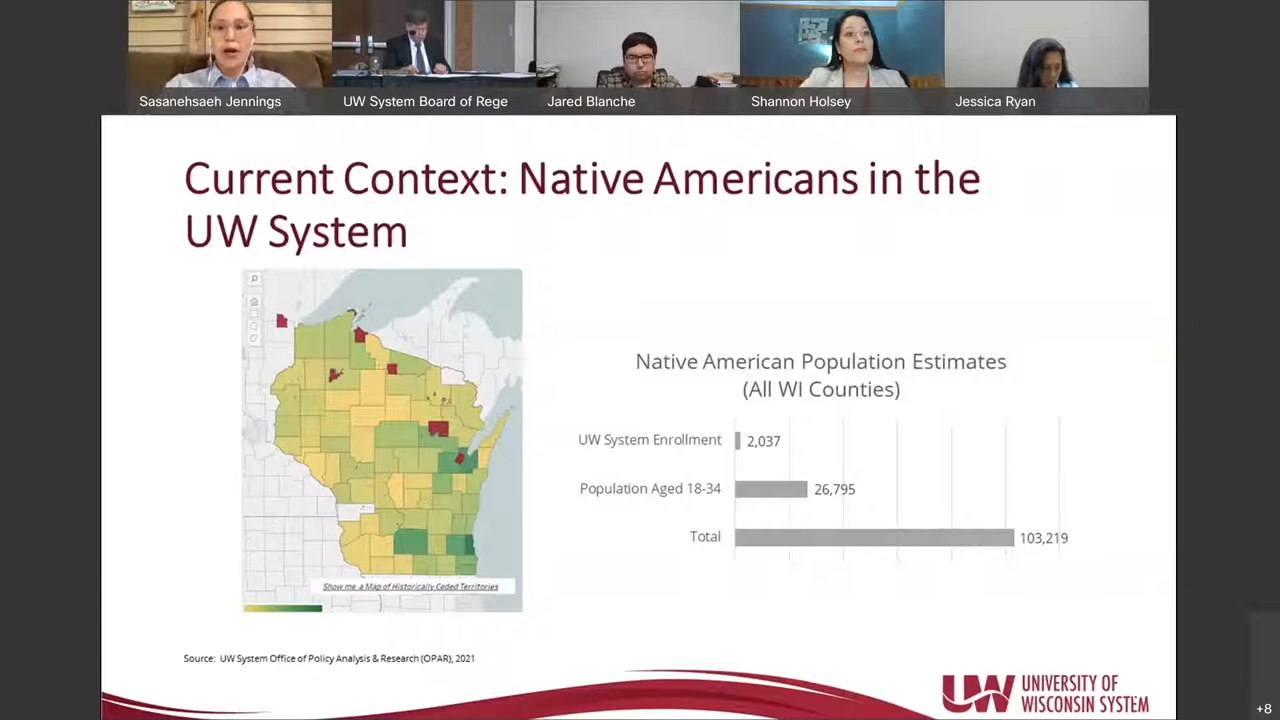 Sasanehsaeh Jennings
UW System Board of Rege
Jared Blanche
Shannon Holsey
Jessica Ryan
Current Context: Native Americans in the
UW System
Show me a Map of Historically Ceded Territories
Native American Population Estimates
(All WI Counties)
UW System Enrollment 2,037
Population Aged 18-34 26,795
Total 103,219
Source: UW System Office of Policy Analysis & Research (OPAR), 2021
UW UNIVERSITY OF
WISCONSIN SYSTEM
+8